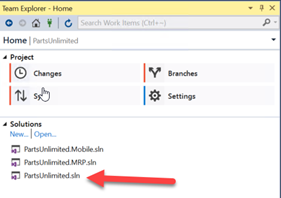 Team Explorer - Home
Search Work Items (Ctrl+')
Home | PartsUnlimited
Project
Changes
Branches
Settings
Solutions
New... | Open...
PartsUnlimited.Mobile.sln
PartsUnlimited.MRP.sln
PartsUnlimited.sln